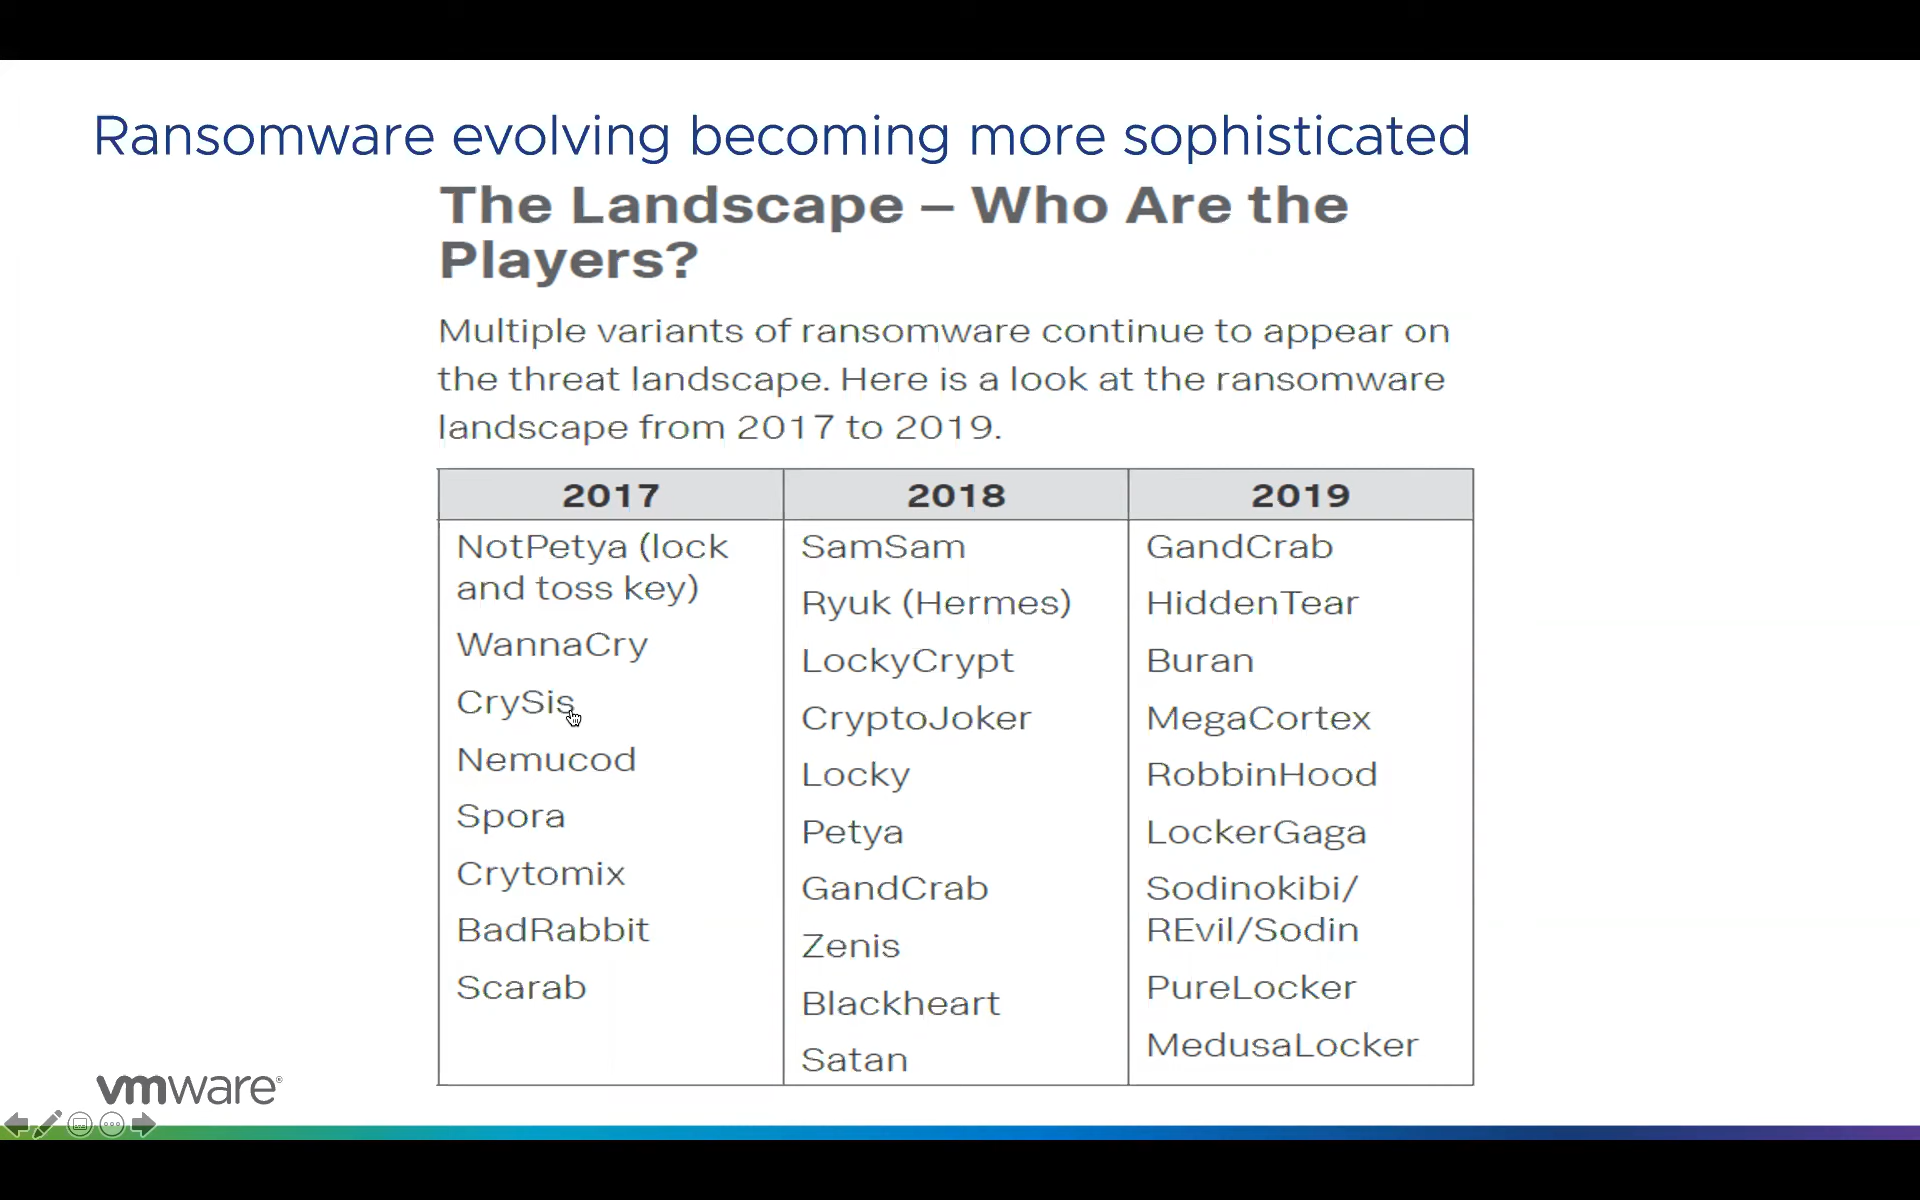 Ransomware evolving becoming more sophisticated
The Landscape – Who Are the
Players?
Multiple variants of ransomware continue to appear on
the threat landscape. Here is a look at the ransomware
landscape from 2017 to 2019.
2017
2018
2019
NotPetya (lock
and toss key)
WannaCry
CrySis
Nemucod
Spora
Crytomix
BadRabbit
Scarab
SamSam
Ryuk (Hermes)
LockyCrypt
CryptoJoker
Locky
Petya
GandCrab
Zenis
Blackheart
Satan
GandCrab
HiddenTear
Buran
MegaCortex
RobbinHood
LockerGaga
Sodinokibi/
REvil/Sodin
PureLocker
MedusaLocker
vmware®